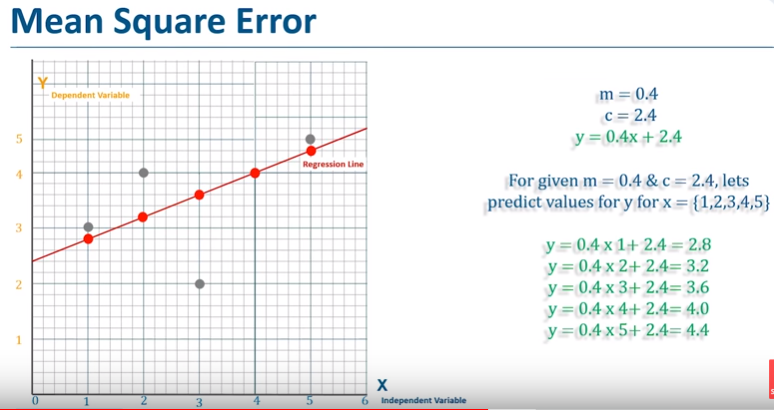 Mean Square Error
Y
Dependent Variable
5
4
3
2
1
Regression Line
0 1 2 3 4 5 6
X
Independent Variable
m = 0.4
c = 2.4
y = 0.4x + 2.4
For given m = 0.4 & c = 2.4, lets
predict values for y for x = {1,2,3,4,5}
y = 0.4 x 1+ 2.4 = 2.8
y = 0.4 x 2+ 2.4= 3.2
y = 0.4 x 3+ 2.4= 3.6
y = 0.4 x 4+ 2.4= 4.0
y = 0.4 x 5+ 2.4= 4.4